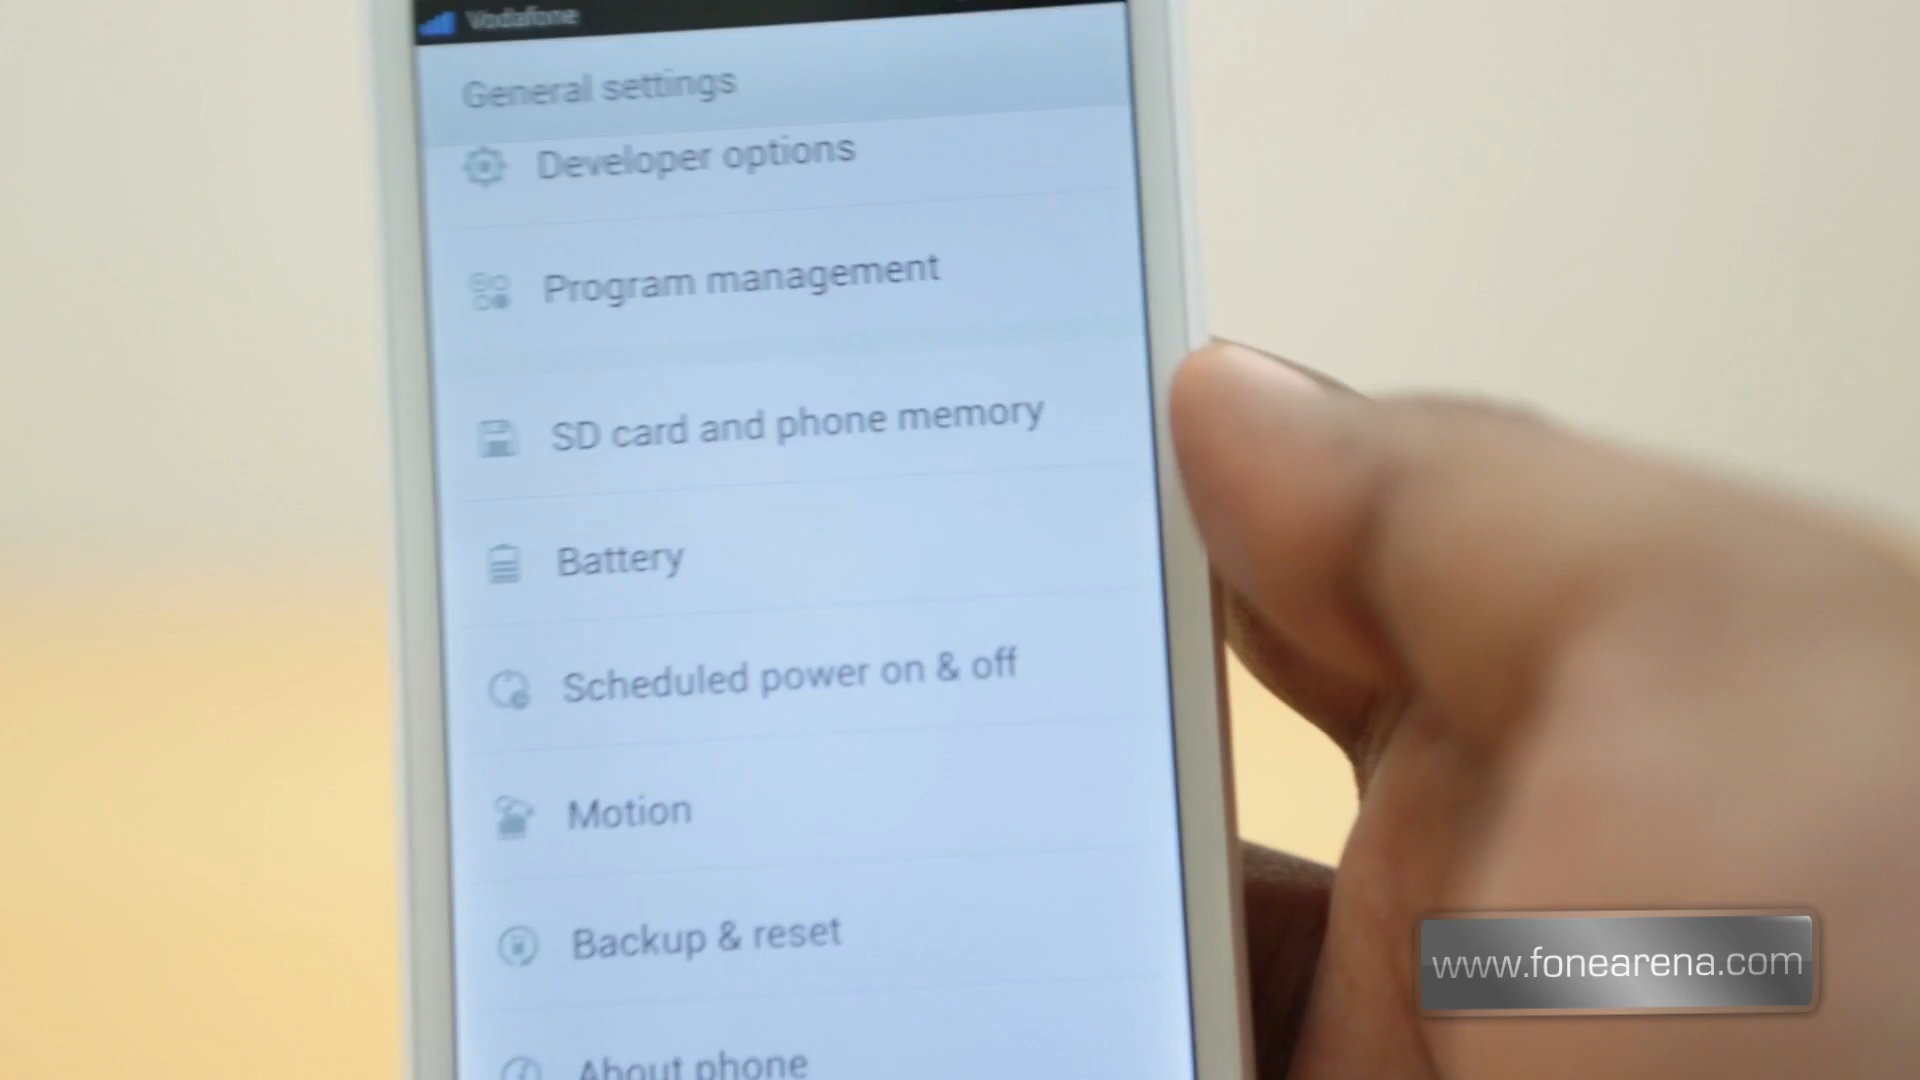 Vodafone
General settings
Developer options
Program management
SD card and phone memory
Battery
Scheduled power on & off
Motion
Backup & reset
About phone
www.fonearena.com